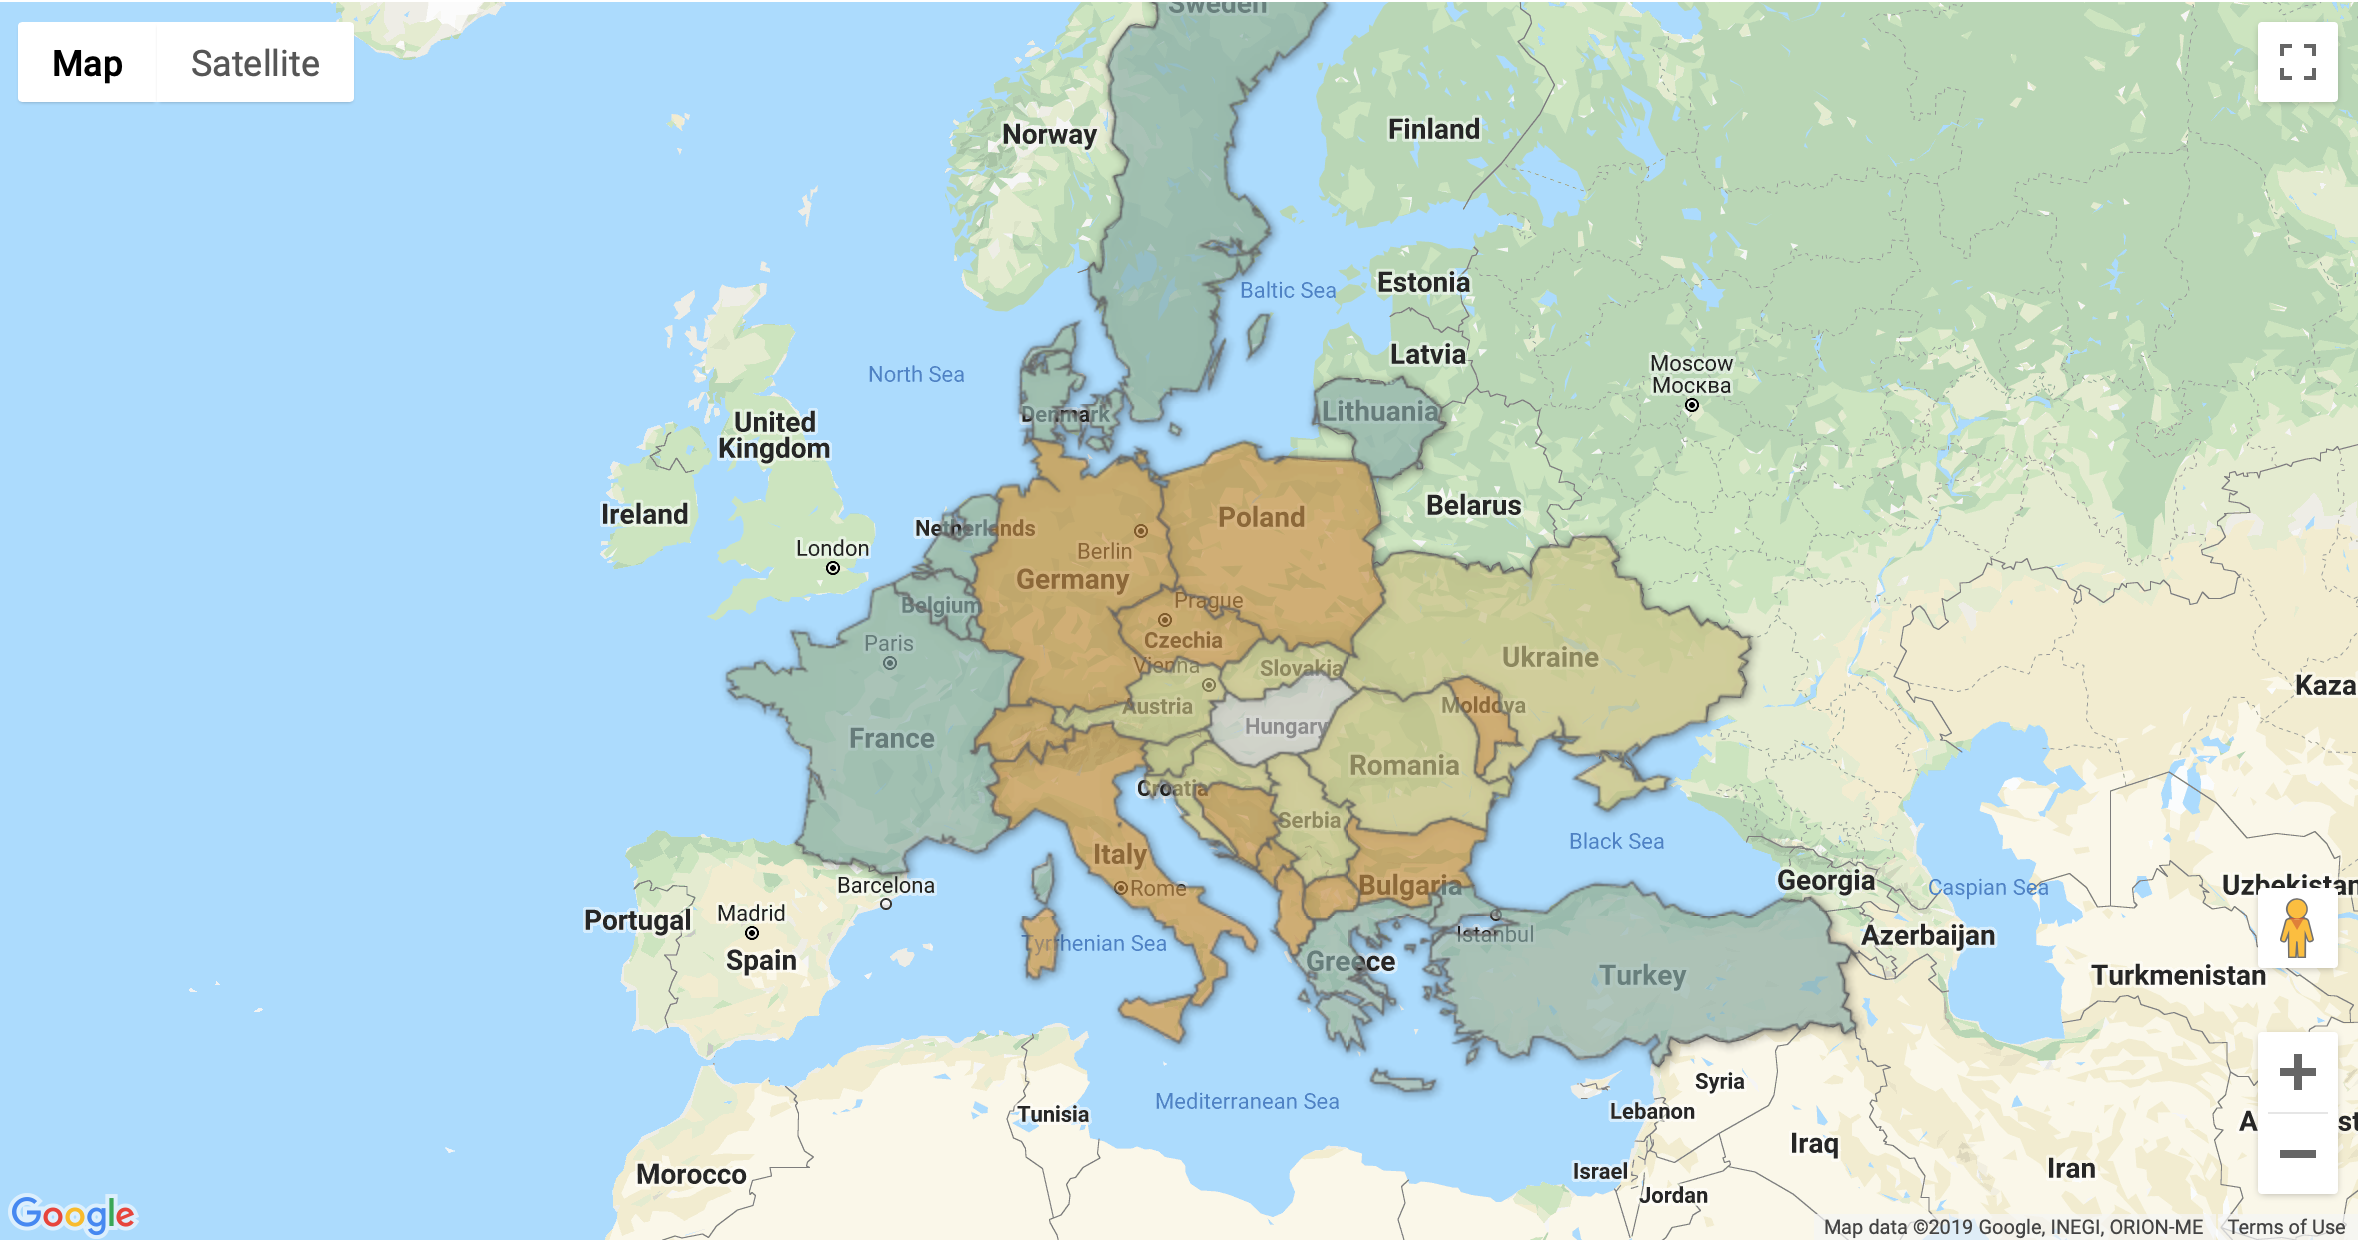 Sweden
Map
Satellite
Norway
Finland
Estonia
Baltic Sea
Latvia
Moscow
Москва
North Sea
Denmark
Lithuania
United
Kingdom
Belarus
Ireland
Netherlands
Poland
London
Berlin
Germany
Prague
Belgium
Paris
Czechia
Vienna
Slovakia
Ukraine
Kaza
Austria
Moldova
Hungary
France
Romania
Croatia
Serbia
Black Sea
Italy
Barcelona
Rome
Bulgaria
Georgia
Caspian Sea
Uzbekistan
Portugal
Madrid
Istanbul
Azerbaijan
Tyrrhenian Sea
Spain
Greece
Turkey
Turkmenistan
Syria
Mediterranean Sea
Tunisia
Lebanon
A
st
Iraq
Morocco
Israel
Iran
Jordan
Google
Map data ©2019 Google, INEGI, ORION-ME
Terms of Use